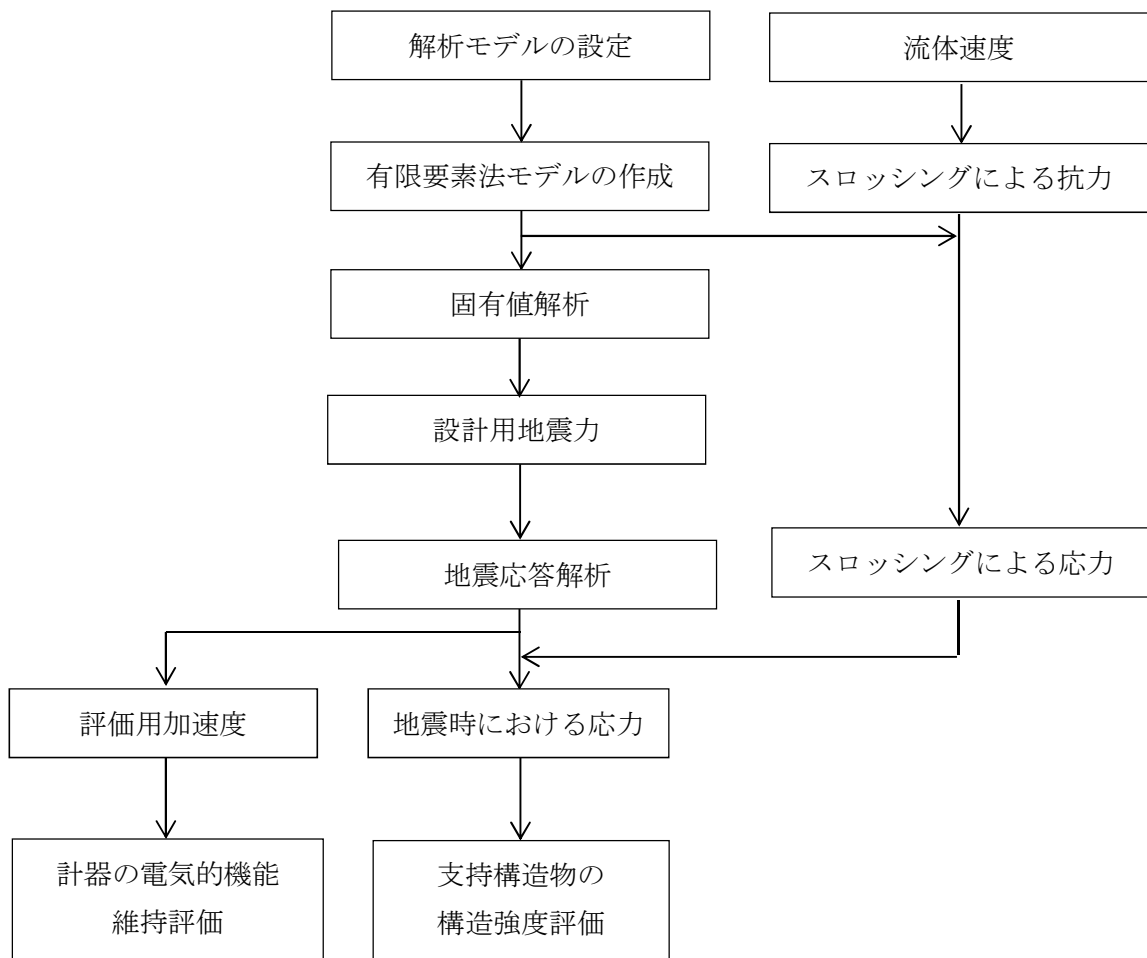 解析モデルの設定
流体速度
有限要素法モデルの作成
スロッシングによる抗力
固有値解析
設計用地震力
地震応答解析
スロッシングによる応力
評価用加速度
地震時における応力
計器の電気的機能
維持評価
支持構造物の
構造強度評価